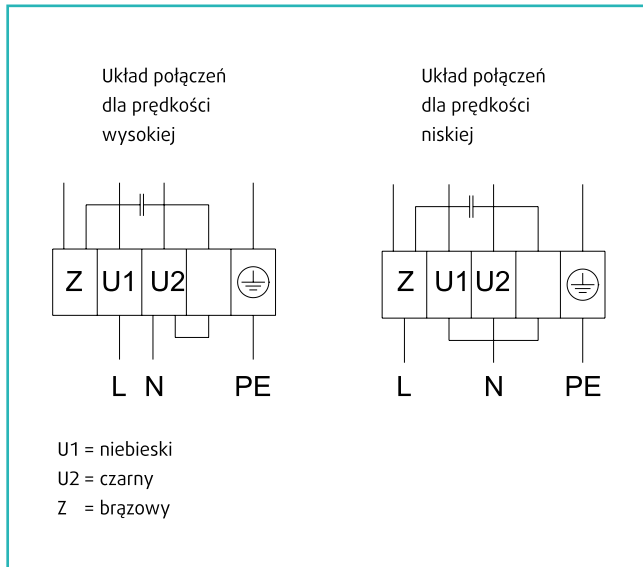 Układ połączeń
dla prędkości
wysokiej
Układ połączeń
dla prędkości
niskiej
Z U1 U2
L N PE
Z U1 U2
L N PE
U1 = niebieski
U2 = czarny
Z = brązowy